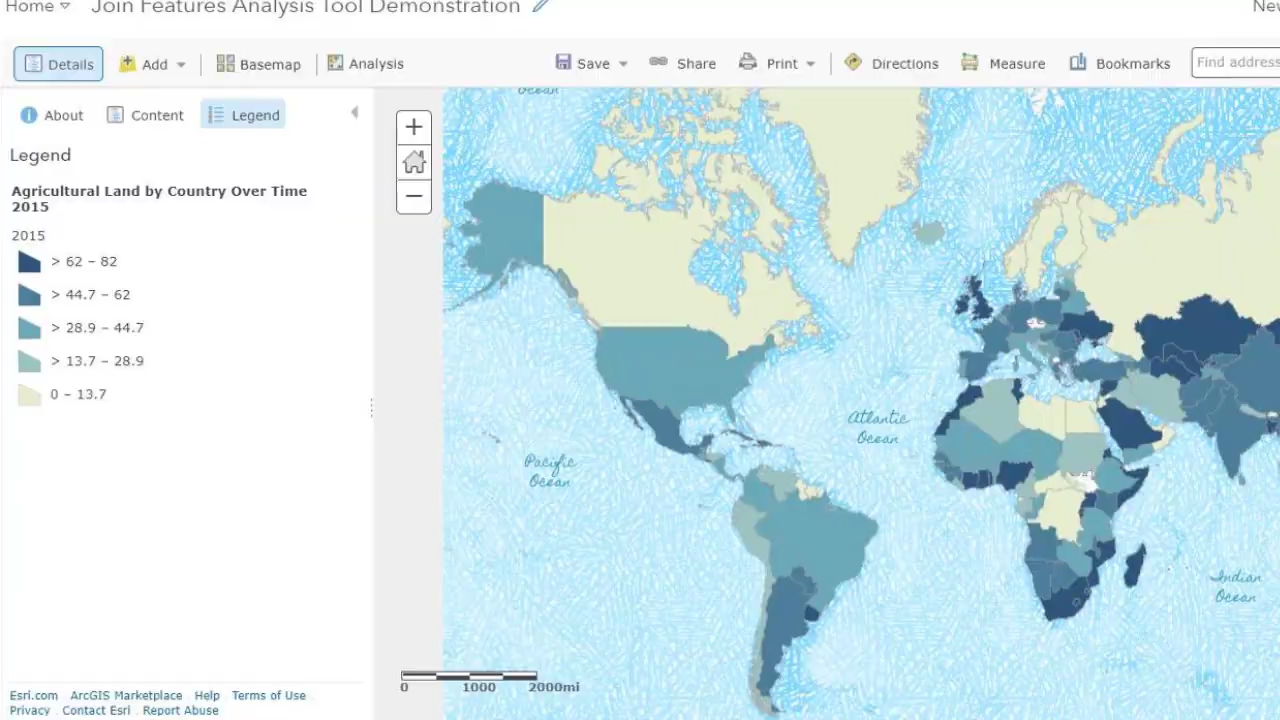 Home Join Features Analysis Tool Demonstration
Details Add Basemap Analysis Save Share Print Directions Measure Bookmarks Find address
About Content Legend
Legend
Agricultural Land by Country Over Time
2015
2015
> 62 – 82
> 44.7 – 62
> 28.9 – 44.7
> 13.7 – 28.9
0 – 13.7
Ocean
Atlantic
Ocean
Pacific
Ocean
Indian
Ocean
0 1000 2000mi
Esri.com ArcGIS Marketplace Help Terms of Use
Privacy Contact Esri Report Abuse